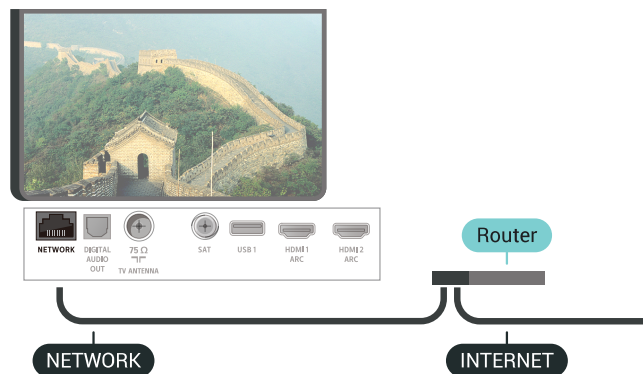 NETWORK
DIGITAL
AUDIO
OUT
75 Ω
TV ANTENNA
SAT
USB 1
HDMI 1
ARC
HDMI 2
ARC
Router
NETWORK
INTERNET